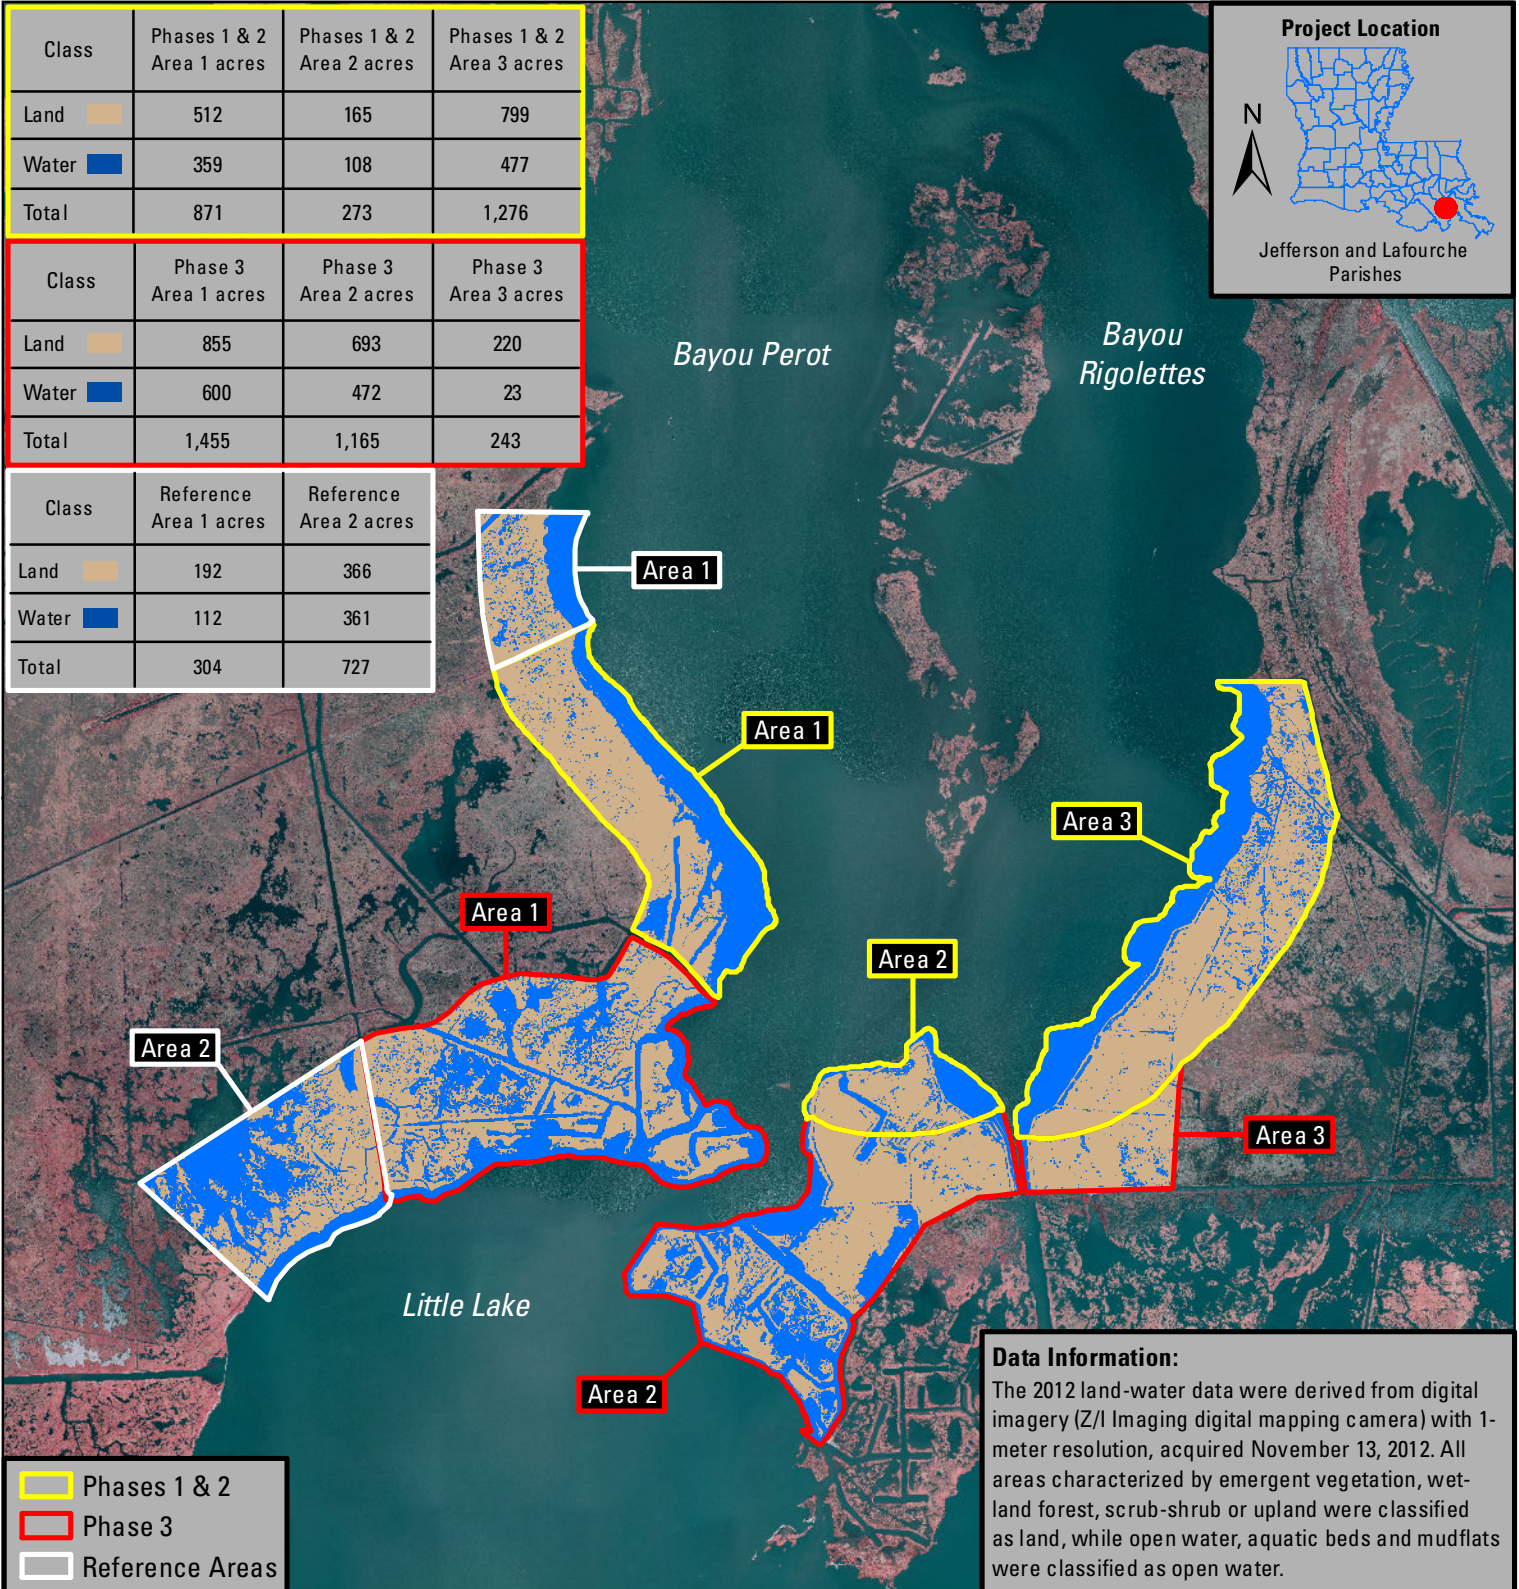 Class Phases 1 & 2 Area 1 acres Phases 1 & 2 Area 2 acres Phases 1 & 2 Area 3 acres
Land 512 165 799
Water 359 108 477
Total 871 273 1,276
Class Phase 3 Area 1 acres Phase 3 Area 2 acres Phase 3 Area 3 acres
Land 855 693 220
Water 600 472 23
Total 1,455 1,165 243
Class Reference Area 1 acres Reference Area 2 acres
Land 192 366
Water 112 361
Total 304 727
Project Location
N
Jefferson and Lafourche
Parishes
Bayou Perot
Bayou
Rigolettes
Area 1
Area 1
Area 3
Area 1
Area 2
Area 2
Area 3
Little Lake
Area 2
Data Information:
The 2012 land-water data were derived from digital
imagery (Z/I Imaging digital mapping camera) with 1-
meter resolution, acquired November 13, 2012. All
areas characterized by emergent vegetation, wet-
land forest, scrub-shrub or upland were classified
as land, while open water, aquatic beds and mudflats
were classified as open water.
Phases 1 & 2
Phase 3
Reference Areas